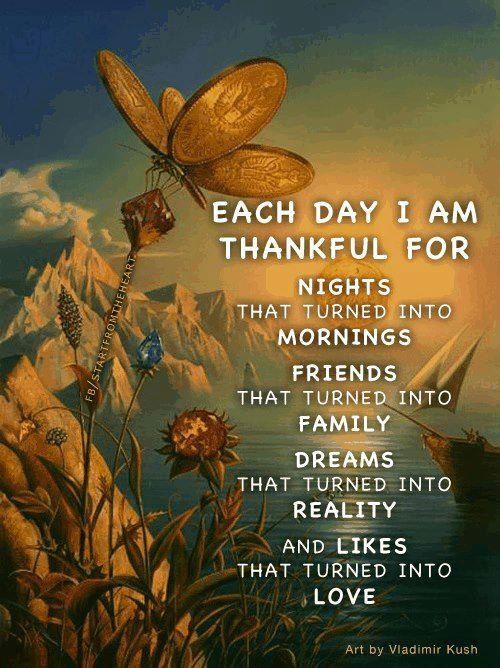 EACH DAY I AM
THANKFUL FOR
NIGHTS
THAT TURNED INTO
MORNINGS
FRIENDS
THAT TURNED INTO
FAMILY
DREAMS
THAT TURNED INTO
REALITY
AND LIKES
THAT TURNED INTO
LOVE
FB/STARTFROMTHEHEART
Art by Vladimir Kush